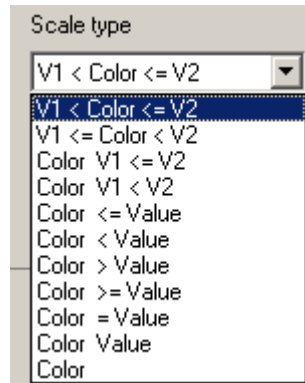 Scale type
V1 < Color <= V2
V1 < Color <= V2
V1 <= Color < V2
Color V1 <= V2
Color V1 < V2
Color <= Value
Color < Value
Color > Value
Color >= Value
Color = Value
Color Value
Color